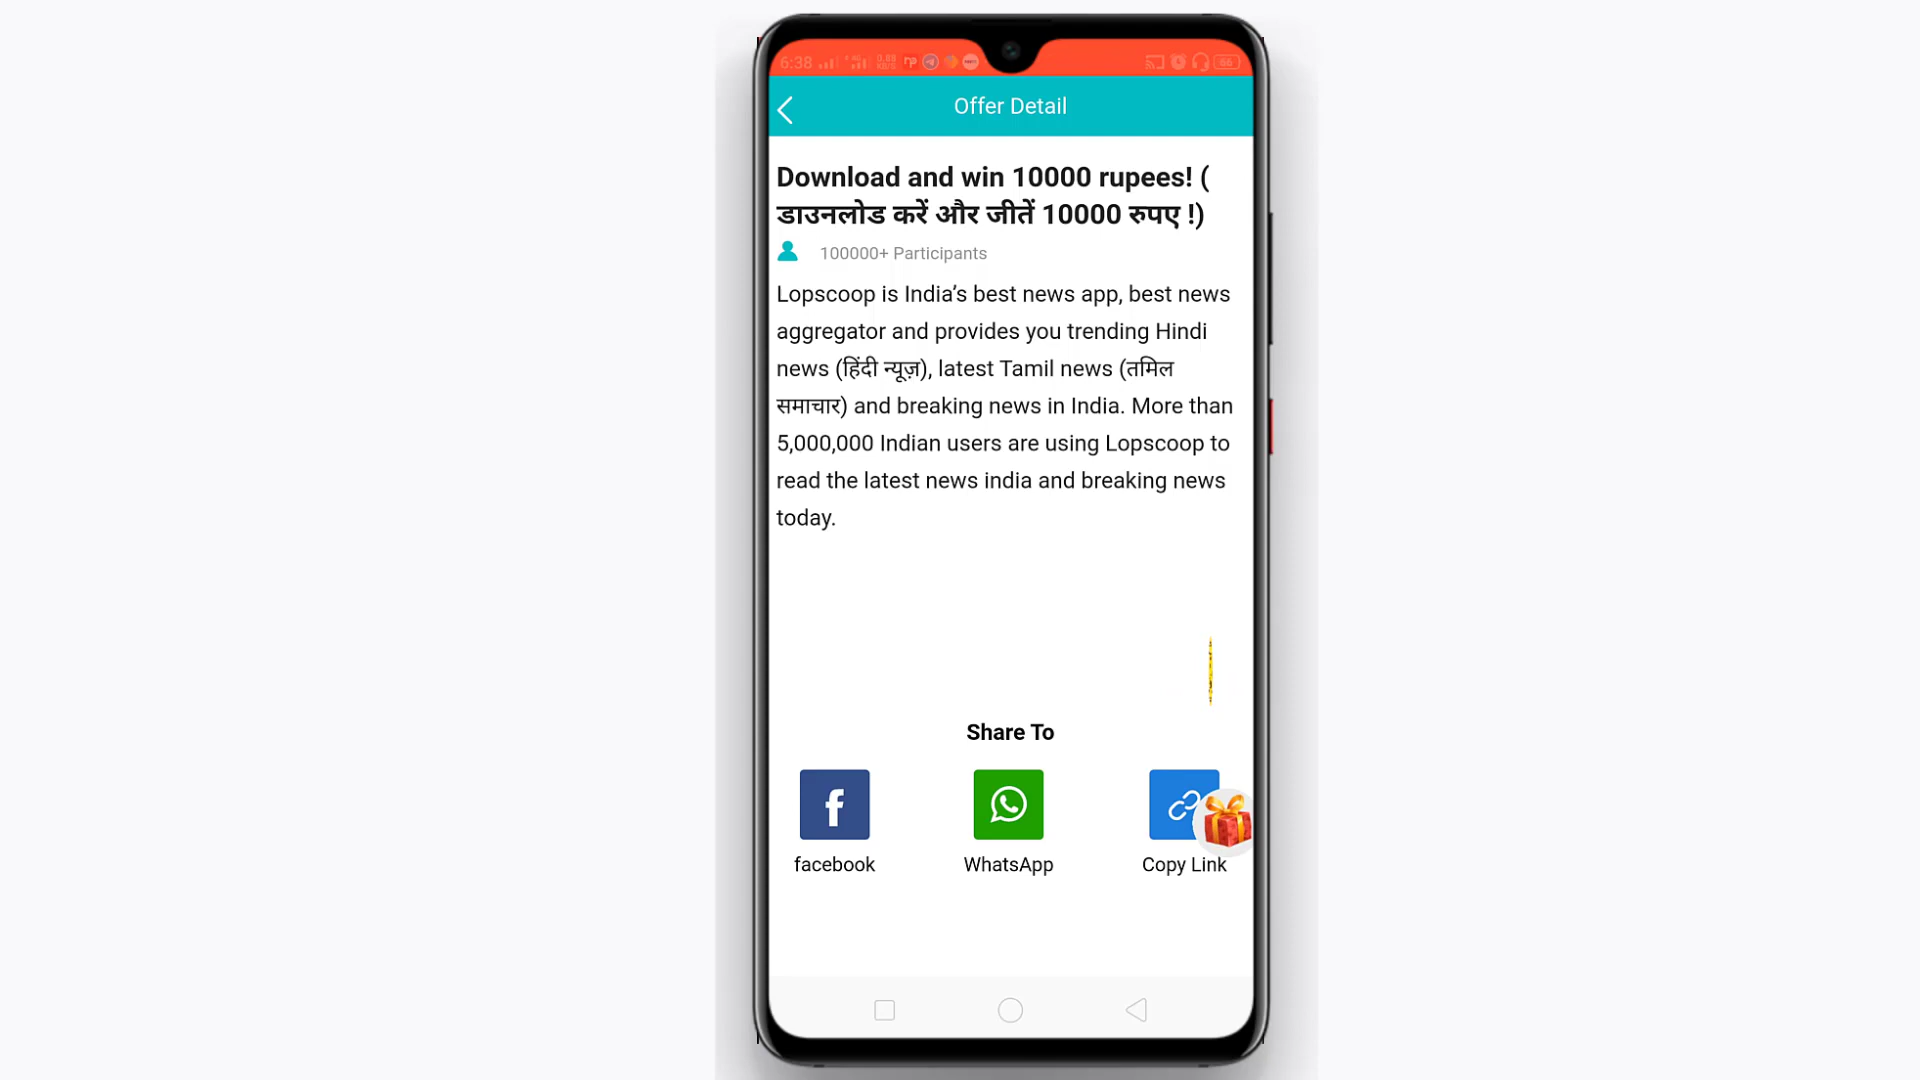 6:38
Offer Detail
Download and win 10000 rupees! (
डाउनलोड करें और जीतें 10000 रुपए !)
100000+ Participants
Lopscoop is India’s best news app, best news
aggregator and provides you trending Hindi
news (हिंदी न्यूज़), latest Tamil news (तमिल
समाचार) and breaking news in India. More than
5,000,000 Indian users are using Lopscoop to
read the latest news india and breaking news
today.
Share To
facebook
WhatsApp
Copy Link